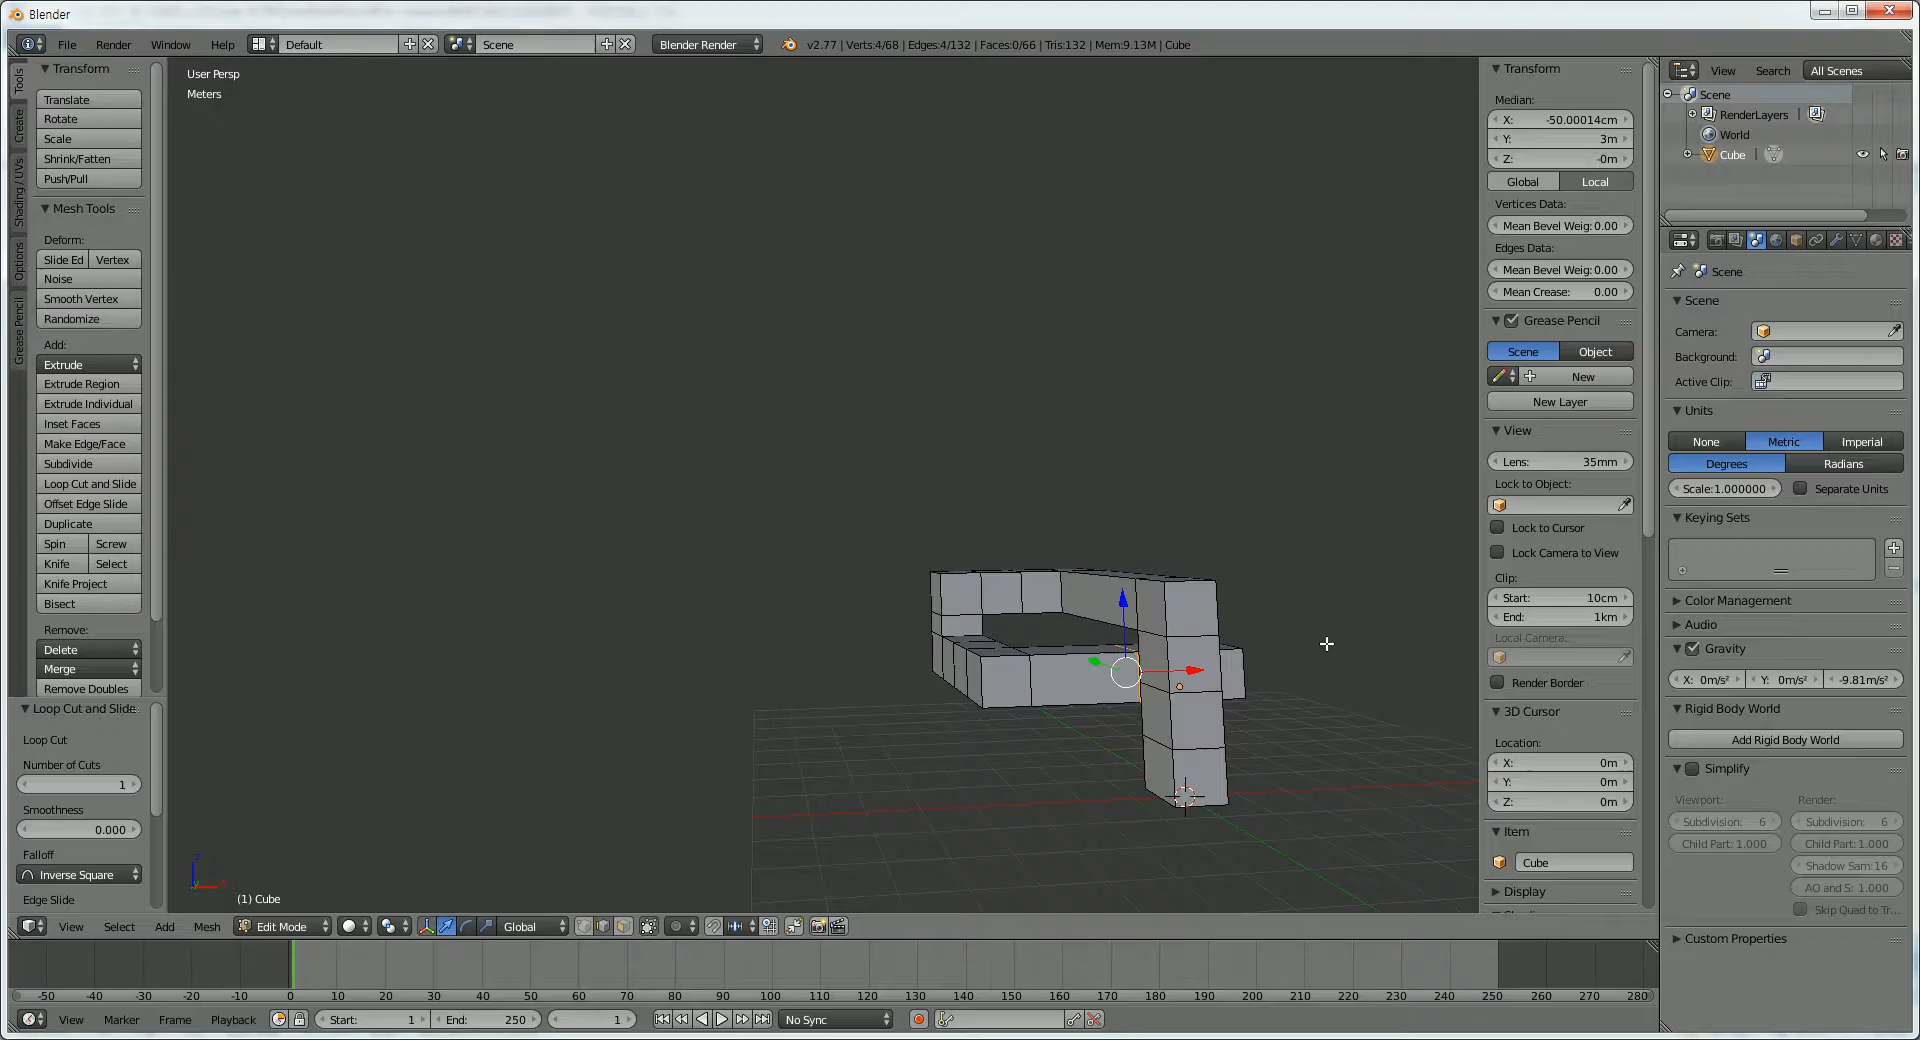 Blender
File Render Window Help Default Scene Blender Render v2.77 | Verts:4/68 | Edges:4/132 | Faces:0/66 | Tris:132 | Mem:9.13M | Cube
Tools
Create
Shading / UVs
Options
Grease Pencil
Transform
Translate
Rotate
Scale
Shrink/Fatten
Push/Pull
Mesh Tools
Deform:
Slide Ed Vertex
Noise
Smooth Vertex
Randomize
Add:
Extrude
Extrude Region
Extrude Individual
Inset Faces
Make Edge/Face
Subdivide
Loop Cut and Slide
Offset Edge Slide
Duplicate
Spin Screw
Knife Select
Knife Project
Bisect
Remove:
Delete
Merge
Remove Doubles
Loop Cut and Slide
Loop Cut
Number of Cuts
1
Smoothness
0.000
Falloff
Inverse Square
Edge Slide
User Persp
Meters
(1) Cube
Transform
Median:
X: -50.00014cm
Y: 3m
Z: -0m
Global Local
Vertices Data:
Mean Bevel Weig: 0.00
Edges Data:
Mean Bevel Weig: 0.00
Mean Crease: 0.00
Grease Pencil
Scene Object
New
New Layer
View
Lens: 35mm
Lock to Object:
Lock to Cursor
Lock Camera to View
Clip:
Start: 10cm
End: 1km
Local Camera:
Render Border
3D Cursor
Location:
X: 0m
Y: 0m
Z: 0m
Item
Cube
Display
View Search All Scenes
Scene
RenderLayers
World
Cube
Scene
Scene
Camera:
Background:
Active Clip:
Units
None Metric Imperial
Degrees Radians
Scale:1.000000 Separate Units
Keying Sets
Color Management
Audio
Gravity
X: 0m/s² Y: 0m/s² -9.81m/s²
Rigid Body World
Add Rigid Body World
Simplify
Viewport: Render:
Subdivision: 6 Subdivision: 6
Child Part: 1.000 Child Part: 1.000
Shadow Sam:16
AO and S: 1.000
Skip Quad to Tr...
Custom Properties
View Select Add Mesh Edit Mode Global
-50 -40 -30 -20 -10 0 10 20 30 40 50 60 70 80 90 100 110 120 130 140 150 160 170 180 190 200 210 220 230 240 250 260 270 280
View Marker Frame Playback Start: 1 End: 250 1 No Sync